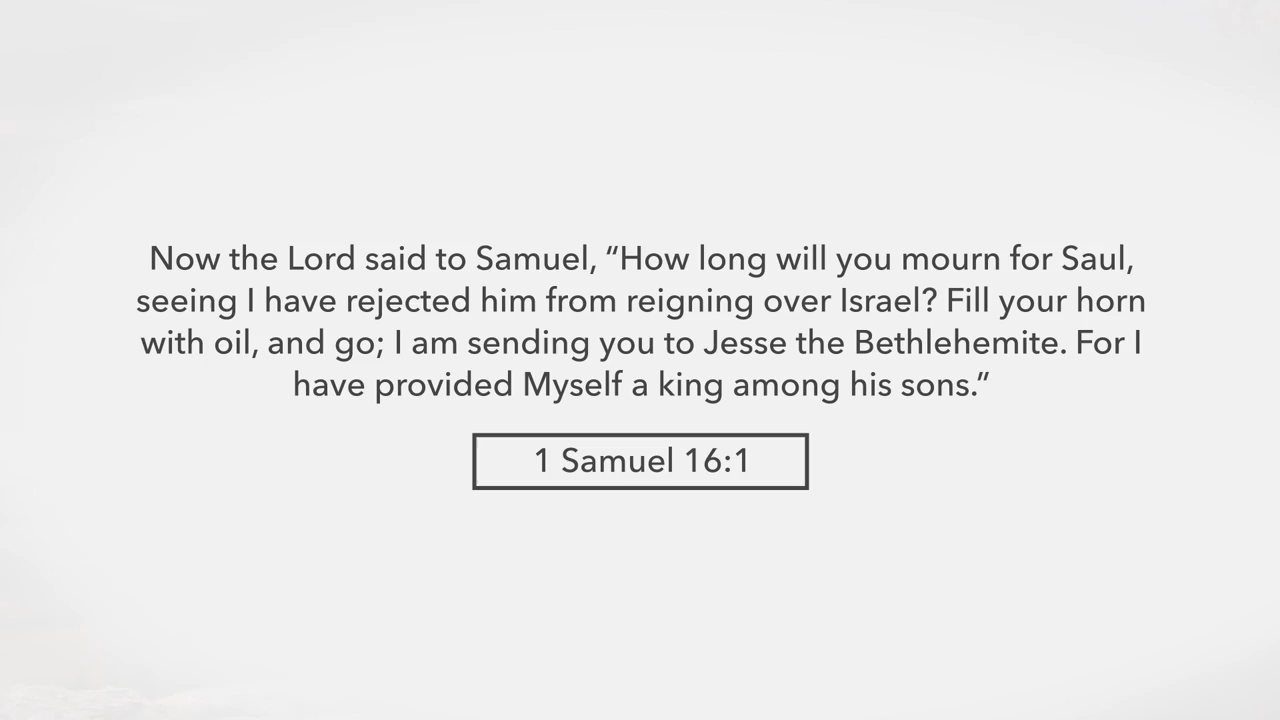 Now the Lord said to Samuel, “How long will you mourn for Saul,
seeing I have rejected him from reigning over Israel? Fill your horn
with oil, and go; I am sending you to Jesse the Bethlehemite. For I
have provided Myself a king among his sons.”
1 Samuel 16:1